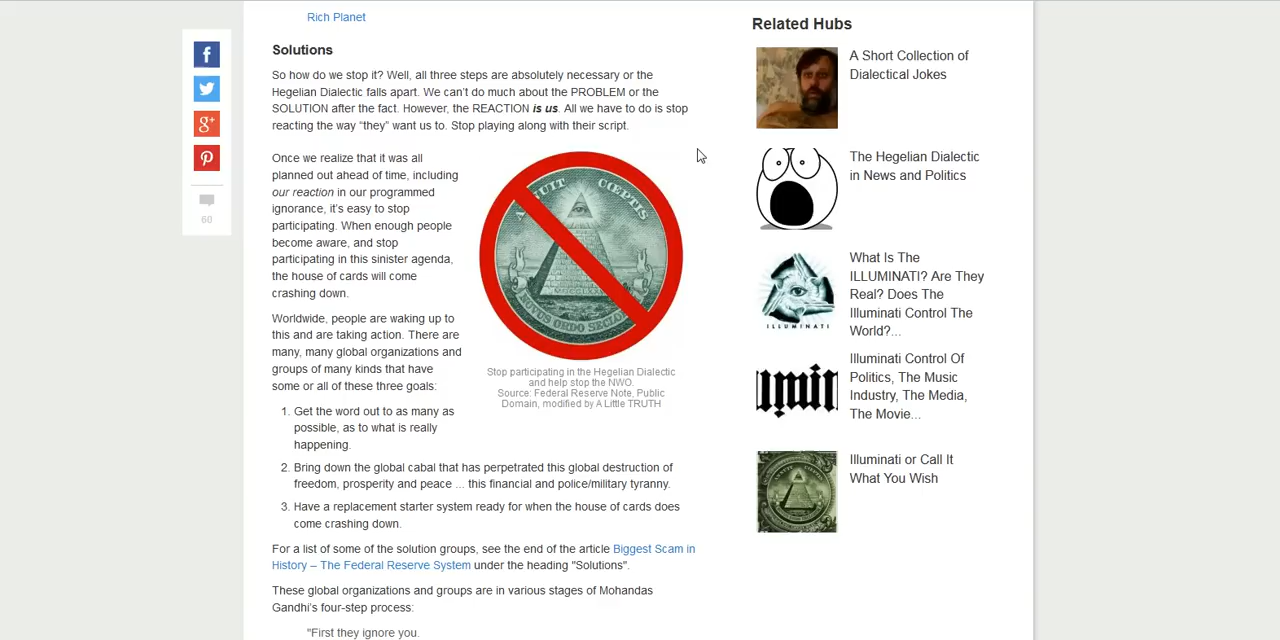 Rich Planet
Solutions
So how do we stop it? Well, all three steps are absolutely necessary or the
Hegelian Dialectic falls apart. We can't do much about the PROBLEM or the
SOLUTION after the fact. However, the REACTION is us. All we have to do is stop
reacting the way “they” want us to. Stop playing along with their script.
Once we realize that it was all
planned out ahead of time, including
our reaction in our programmed
ignorance, it's easy to stop
participating. When enough people
become aware, and stop
participating in this sinister agenda,
the house of cards will come
crashing down.
Worldwide, people are waking up to
this and are taking action. There are
many, many global organizations and
groups of many kinds that have
some or all of these three goals:
ANNUIT CŒPTIS
NOVUS ORDO SECLO
Stop participating in the Hegelian Dialectic
and help stop the NWO.
Source: Federal Reserve Note, Public
Domain, modified by A Little TRUTH
1. Get the word out to as many as
possible, as to what is really
happening.
2. Bring down the global cabal that has perpetrated this global destruction of
freedom, prosperity and peace ... this financial and police/military tyranny.
3. Have a replacement starter system ready for when the house of cards does
come crashing down.
For a list of some of the solution groups, see the end of the article Biggest Scam in
History – The Federal Reserve System under the heading "Solutions".
These global organizations and groups are in various stages of Mohandas
Gandhi's four-step process:
"First they ignore you.
f
g+
60
Related Hubs
A Short Collection of
Dialectical Jokes
The Hegelian Dialectic
in News and Politics
ILLUMINATI
What Is The
ILLUMINATI? Are They
Real? Does The
Illuminati Control The
World?...
Illuminati Control Of
Politics, The Music
Industry, The Media,
The Movie...
Illuminati or Call It
What You Wish